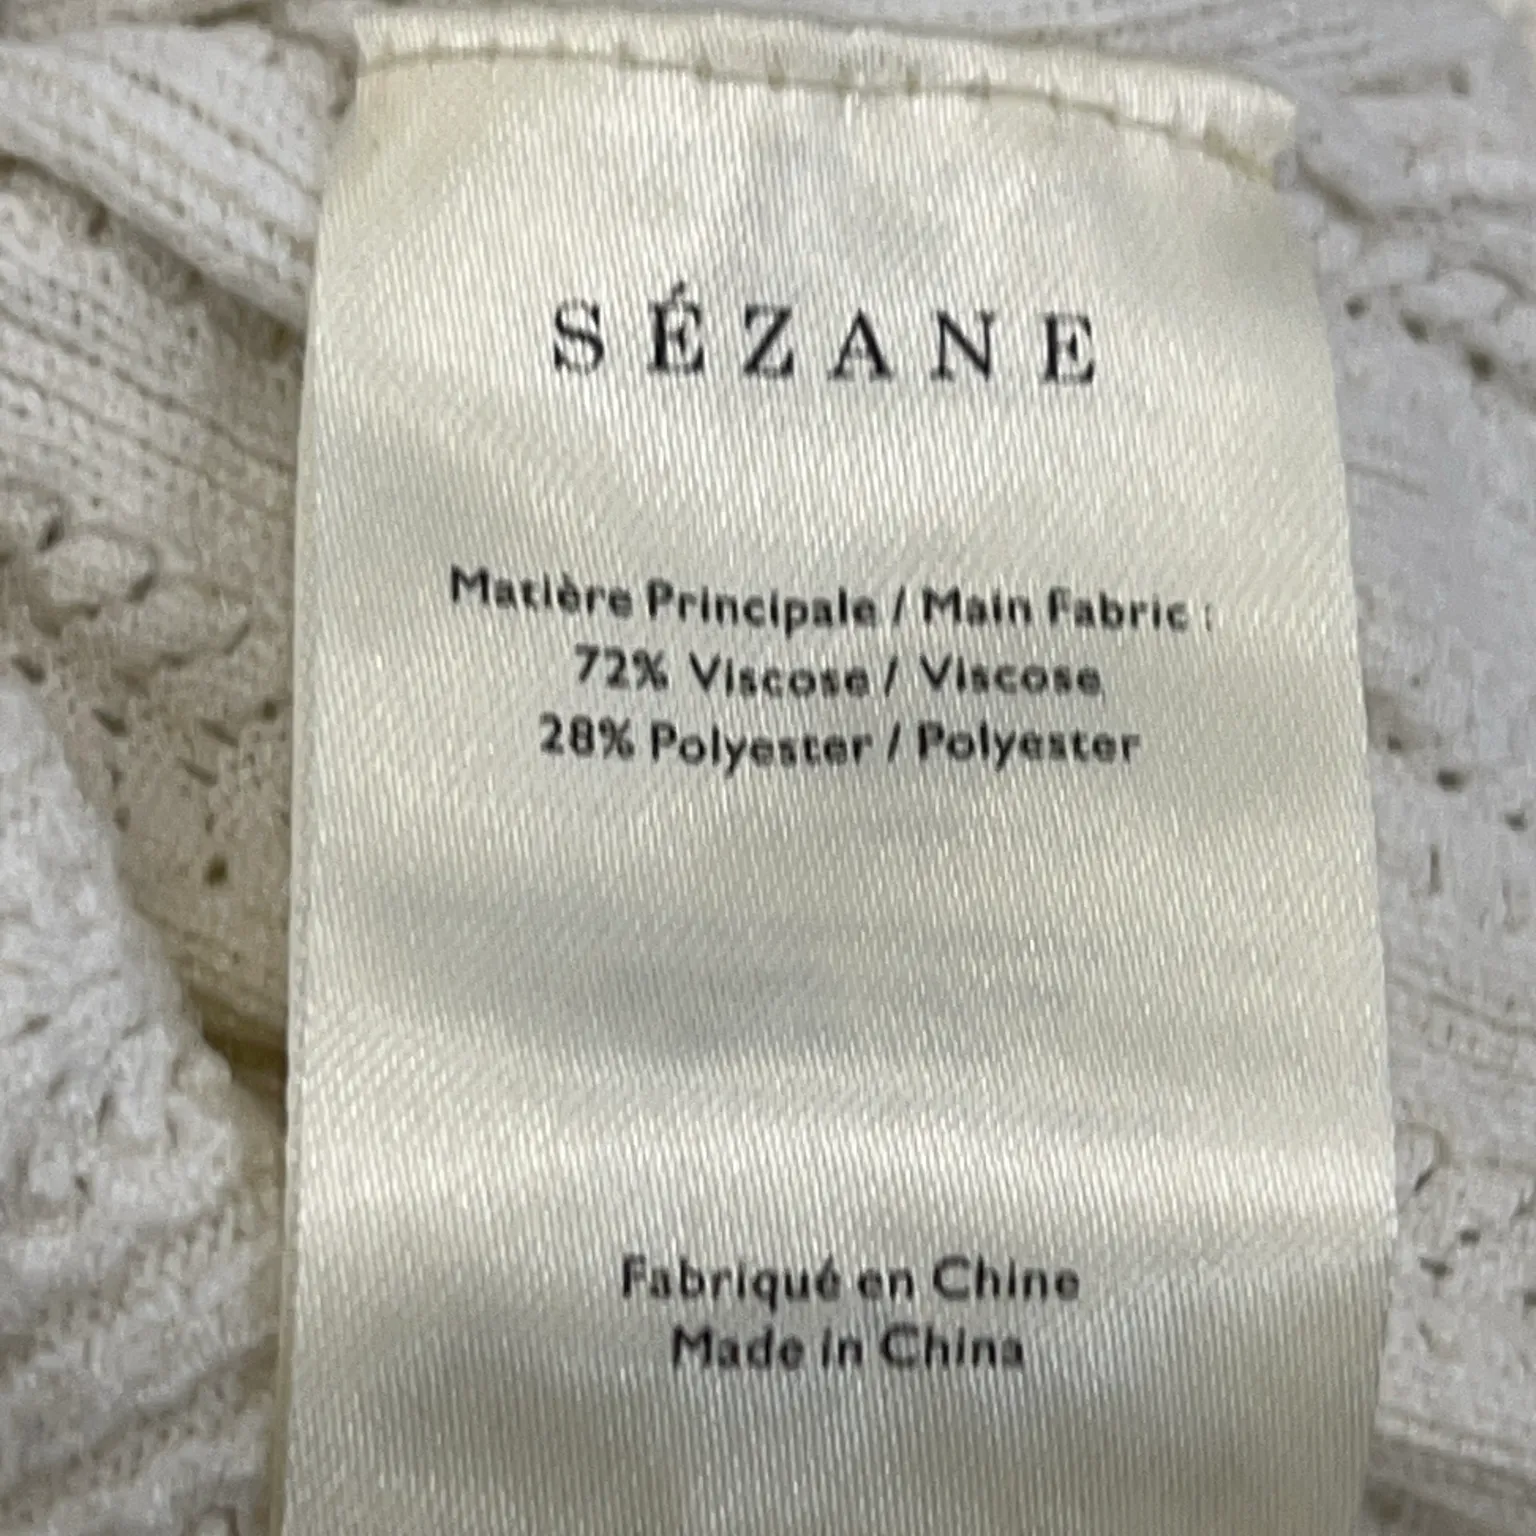 SÉZANE
Matière Principale / Main Fabric :
72% Viscose / Viscose
28% Polyester / Polyester
Fabriqué en Chine
Made in China